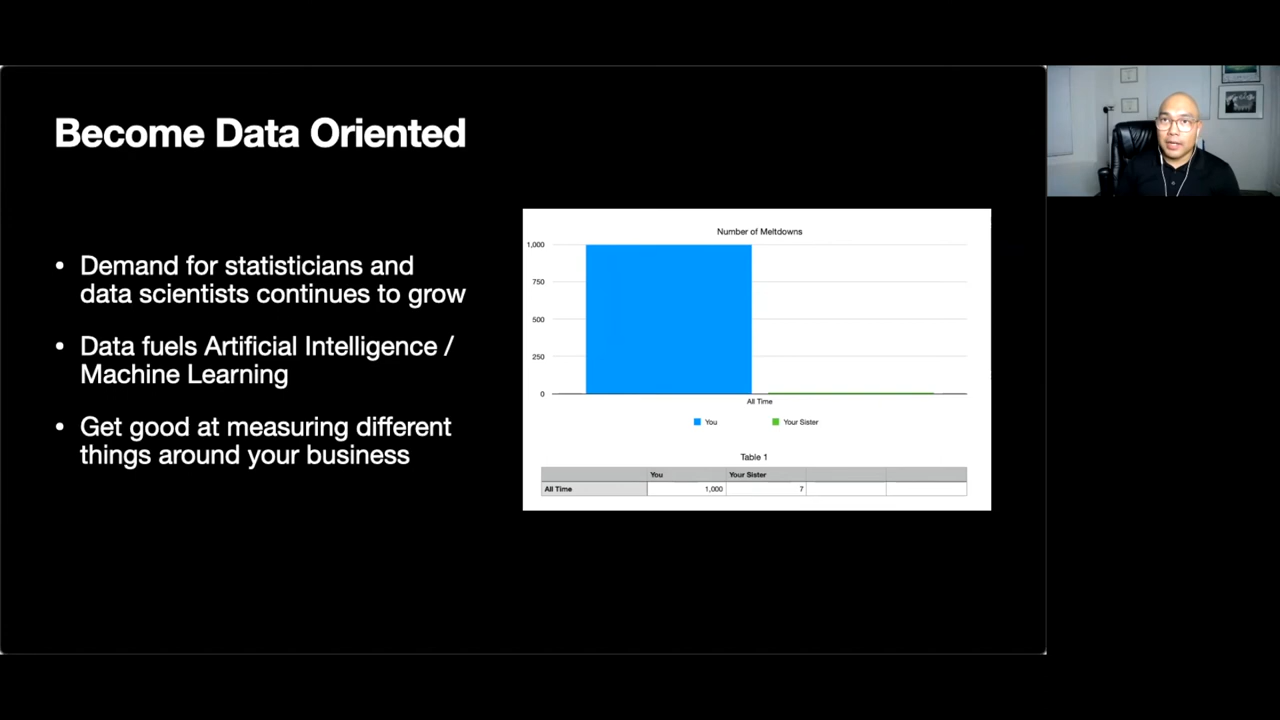 Become Data Oriented
• Demand for statisticians and
data scientists continues to grow
• Data fuels Artificial Intelligence /
Machine Learning
• Get good at measuring different
things around your business
Number of Meltdowns
1,000
750
500
250
0
All Time
You Your Sister
Table 1
You Your Sister
All Time 1,000 7